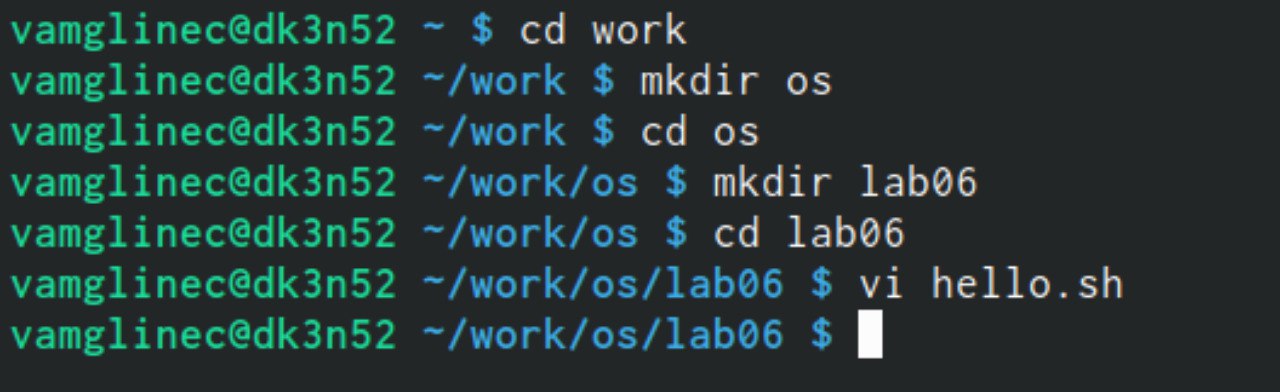 vamglinec@dk3n52 ~ $ cd work
vamglinec@dk3n52 ~/work $ mkdir os
vamglinec@dk3n52 ~/work $ cd os
vamglinec@dk3n52 ~/work/os $ mkdir lab06
vamglinec@dk3n52 ~/work/os $ cd lab06
vamglinec@dk3n52 ~/work/os/lab06 $ vi hello.sh
vamglinec@dk3n52 ~/work/os/lab06 $